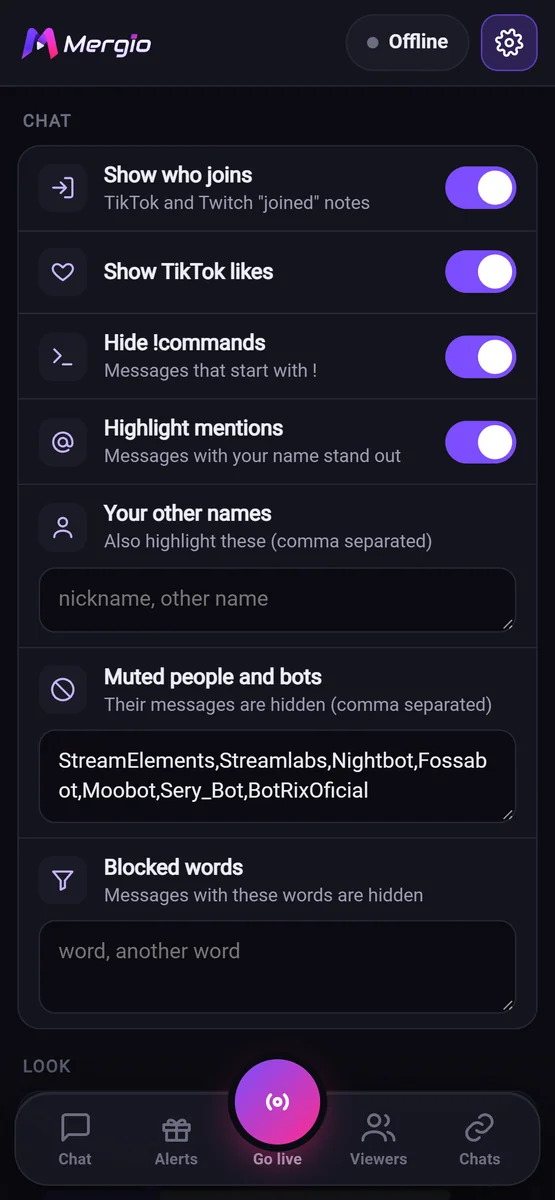 Mergio
Offline
CHAT
Show who joins
TikTok and Twitch "joined" notes
Show TikTok likes
Hide !commands
Messages that start with !
Highlight mentions
Messages with your name stand out
Your other names
Also highlight these (comma separated)
nickname, other name
Muted people and bots
Their messages are hidden (comma separated)
StreamElements,Streamlabs,Nightbot,Fossab
ot,Moobot,Sery_Bot,BotRixOficial
Blocked words
Messages with these words are hidden
word, another word
LOOK
Chat
Alerts
Go live
Viewers
Chats